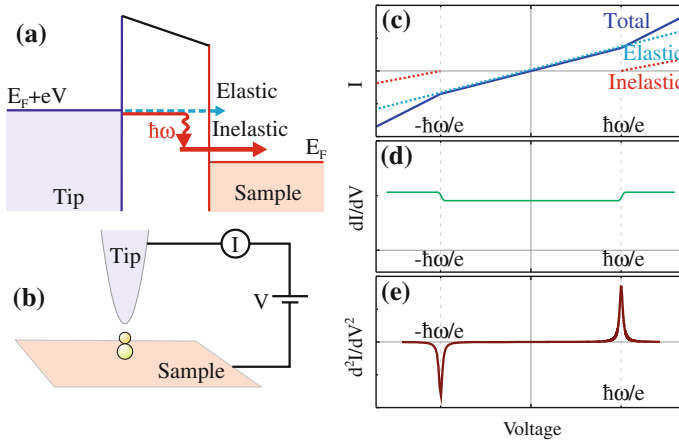 (a)
E_F+eV
Elastic
ħω
Inelastic
E_F
Tip
Sample
(b)
Tip
I
V
Sample
(c)
Total
Elastic
Inelastic
I
-ħω/e
ħω/e
(d)
dI/dV
-ħω/e
ħω/e
(e)
d²I/dV²
-ħω/e
ħω/e
Voltage